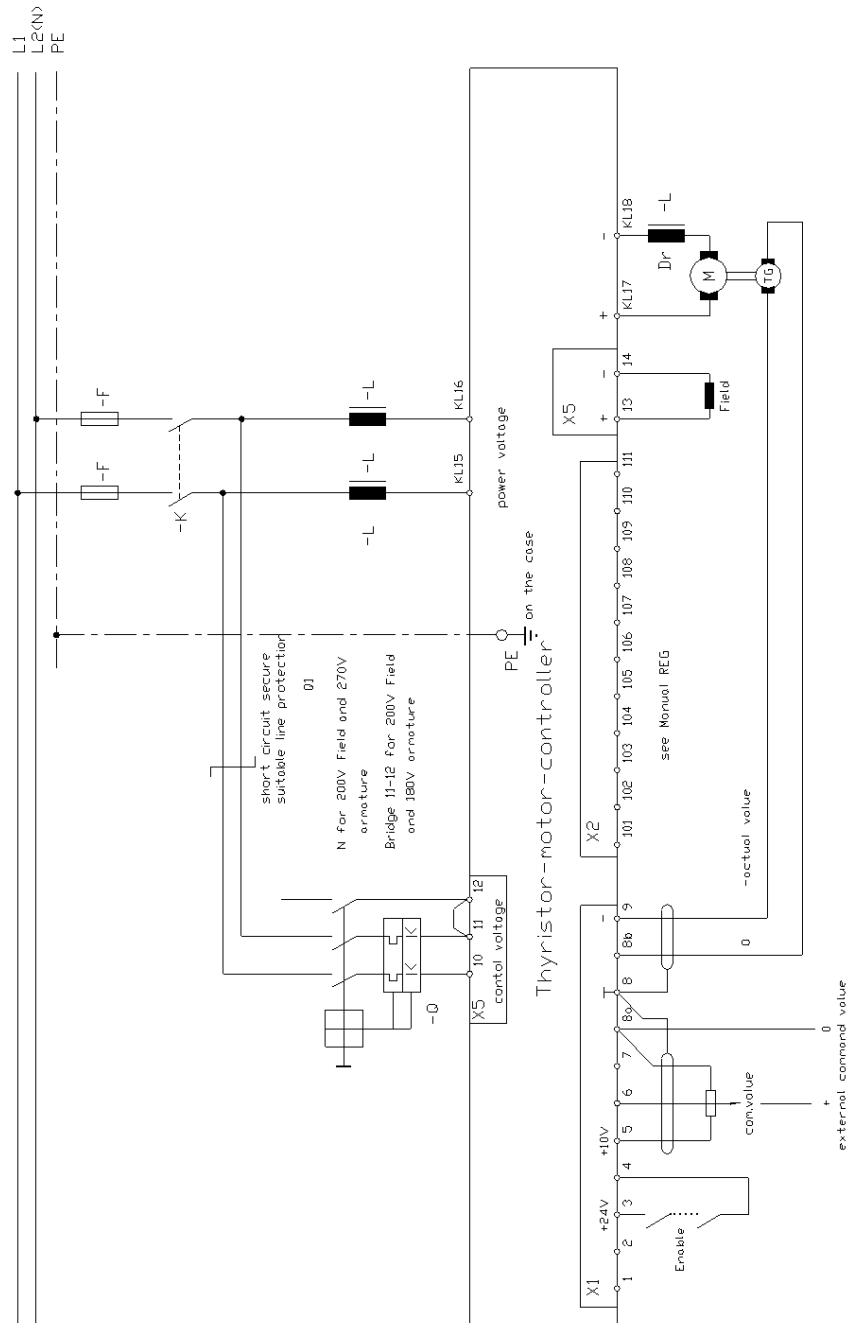 L1
L2(N)
PE
-F
-F
-K
-L
-L
-L
KL15
KL16
power voltage
PE
on the case
short circuit secure
suitable line protection
Q1
N for 200V Field and 270V
armature
Bridge 11-12 for 200V Field
and 180V armature
-Q
10
11
12
X5
contol voltage
Thyristor-motor-controller
X1
1
2
3
4
5
6
7
8a
8
8b
9
+24V
+10V
-
X2
101
102
103
104
105
106
107
108
109
110
111
see Manual REG
X5
13
14
+
-
KL17
KL18
+
-
Enable
com.value
+
0
external command value
0
-actual value
Field
Dr
-L
M
TG